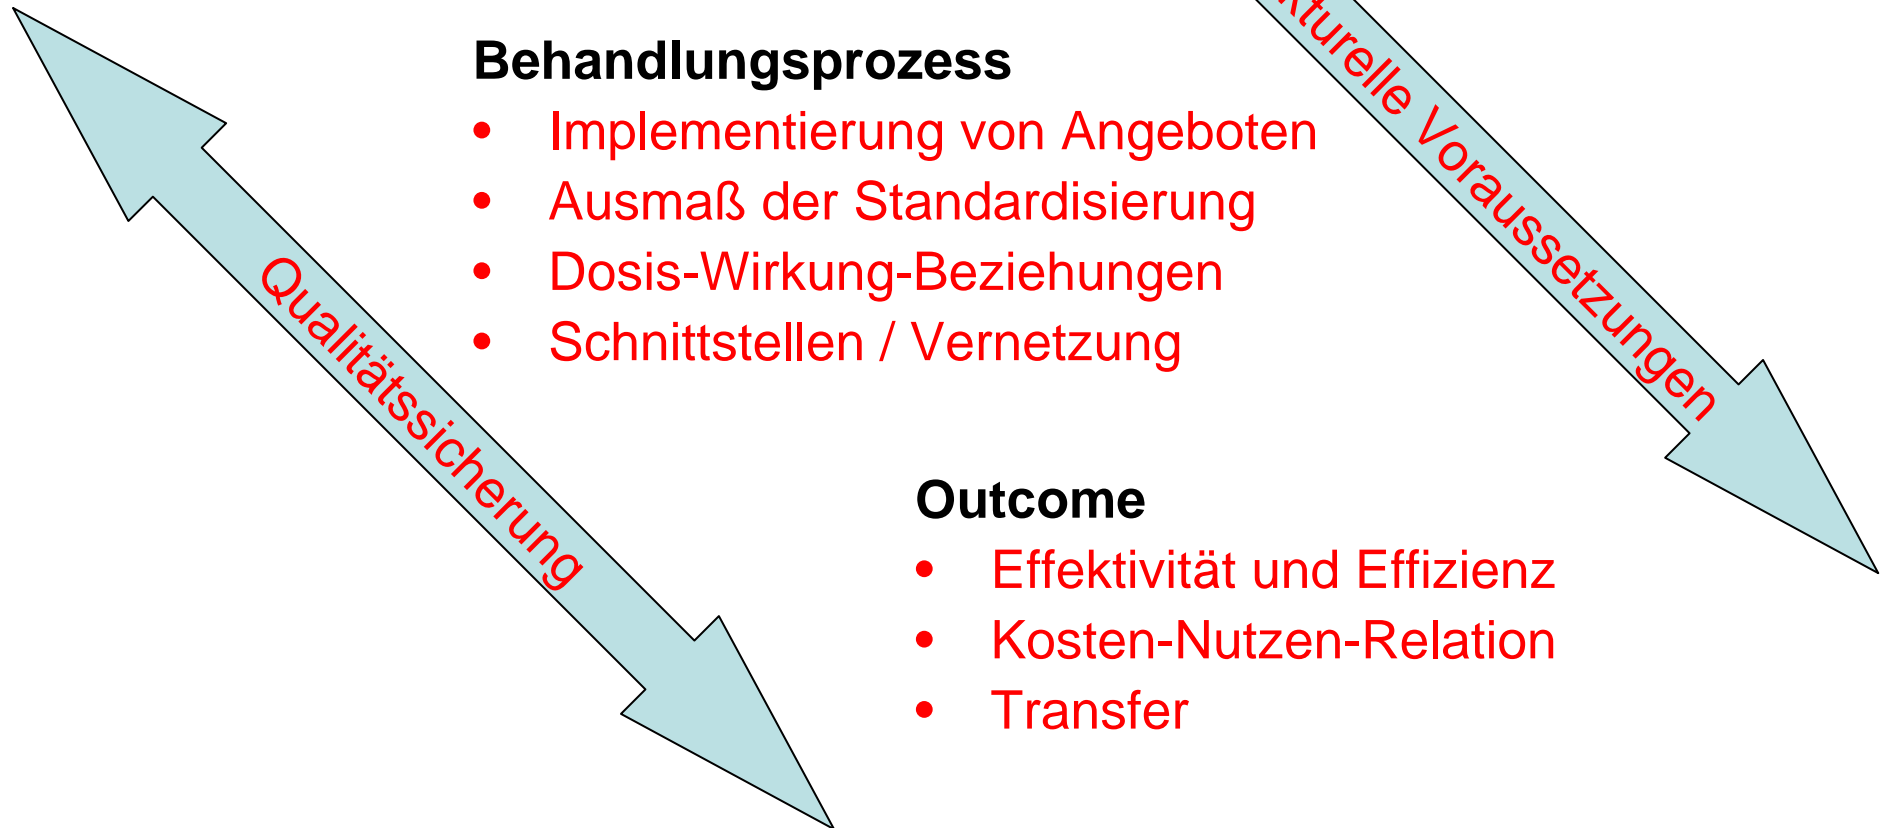 Behandlungsprozess
• Implementierung von Angeboten
• Ausmaß der Standardisierung
• Dosis-Wirkung-Beziehungen
• Schnittstellen / Vernetzung
Qualitätssicherung
Voraussetzungen
Outcome
• Effektivität und Effizienz
• Kosten-Nutzen-Relation
• Transfer